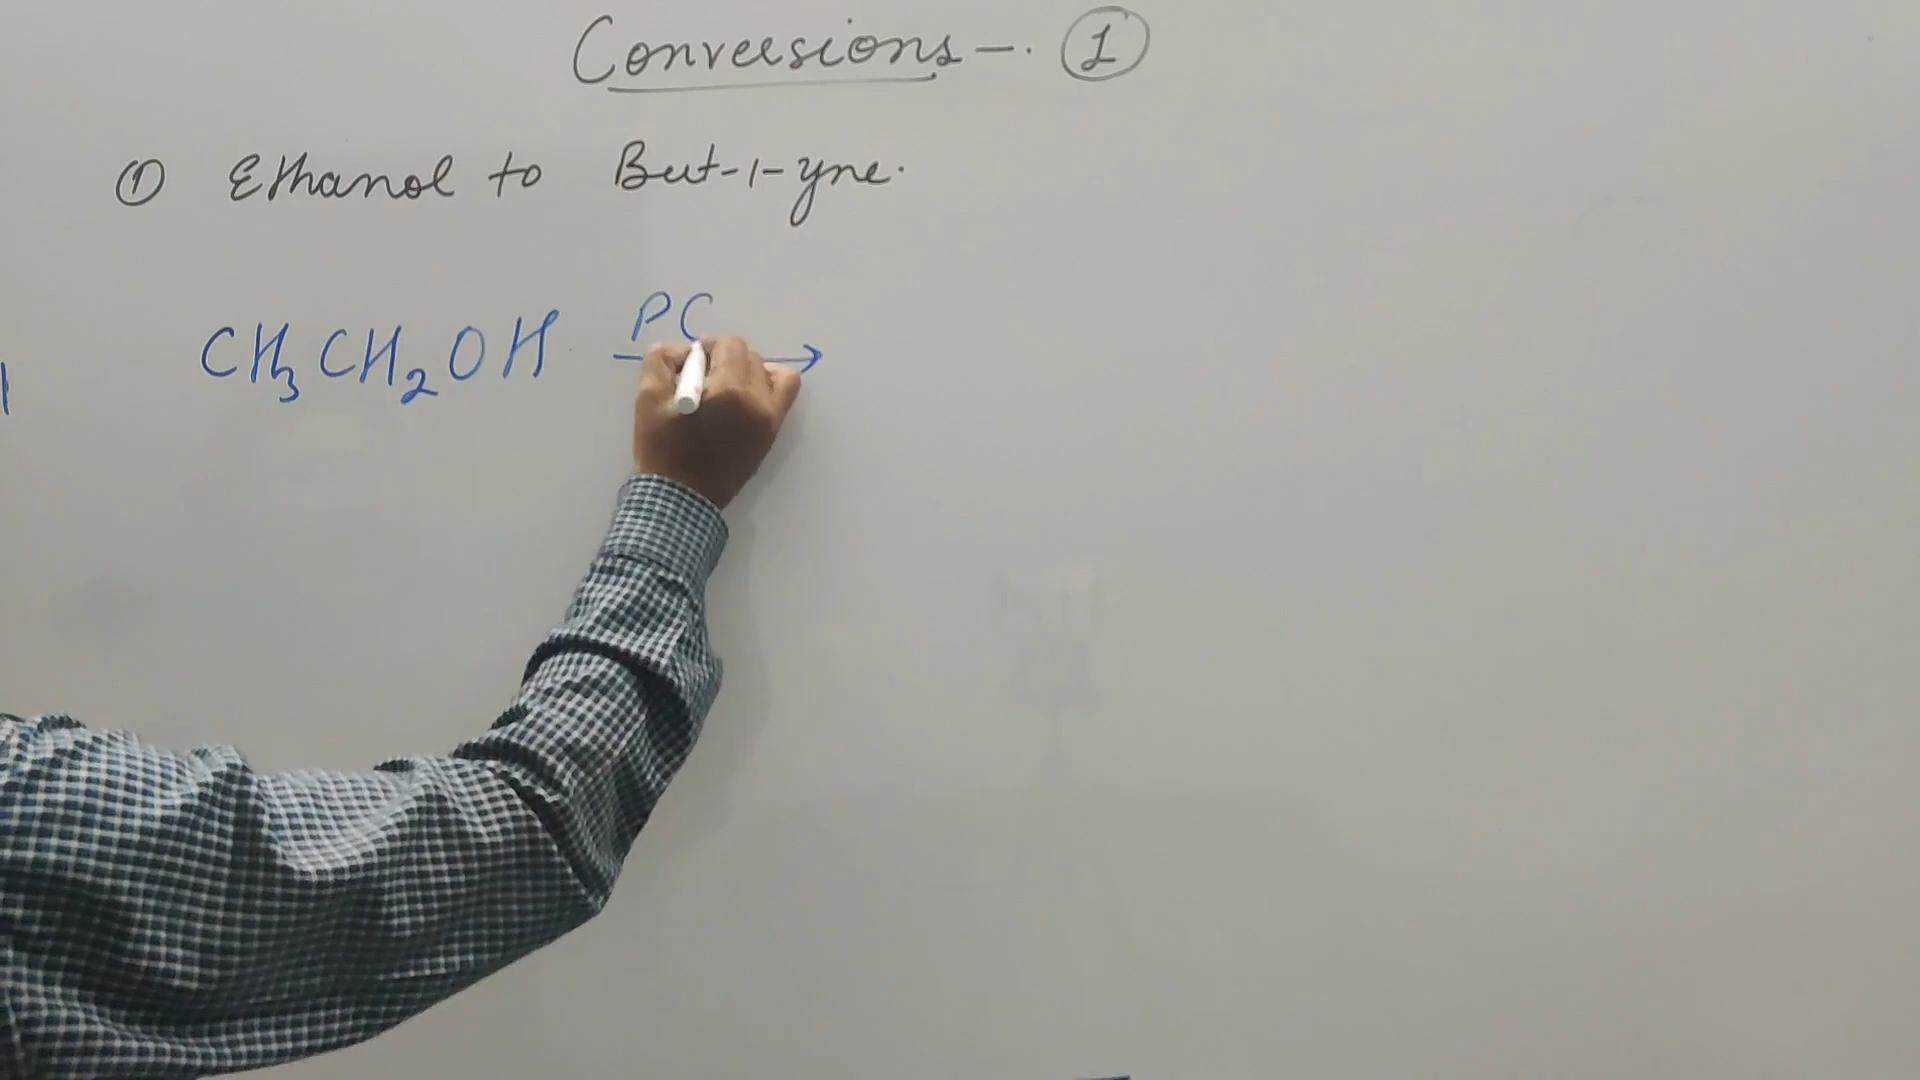 Conversions - . ①
① Ethanol to But-1-yne.
CH₃CH₂OH PC →